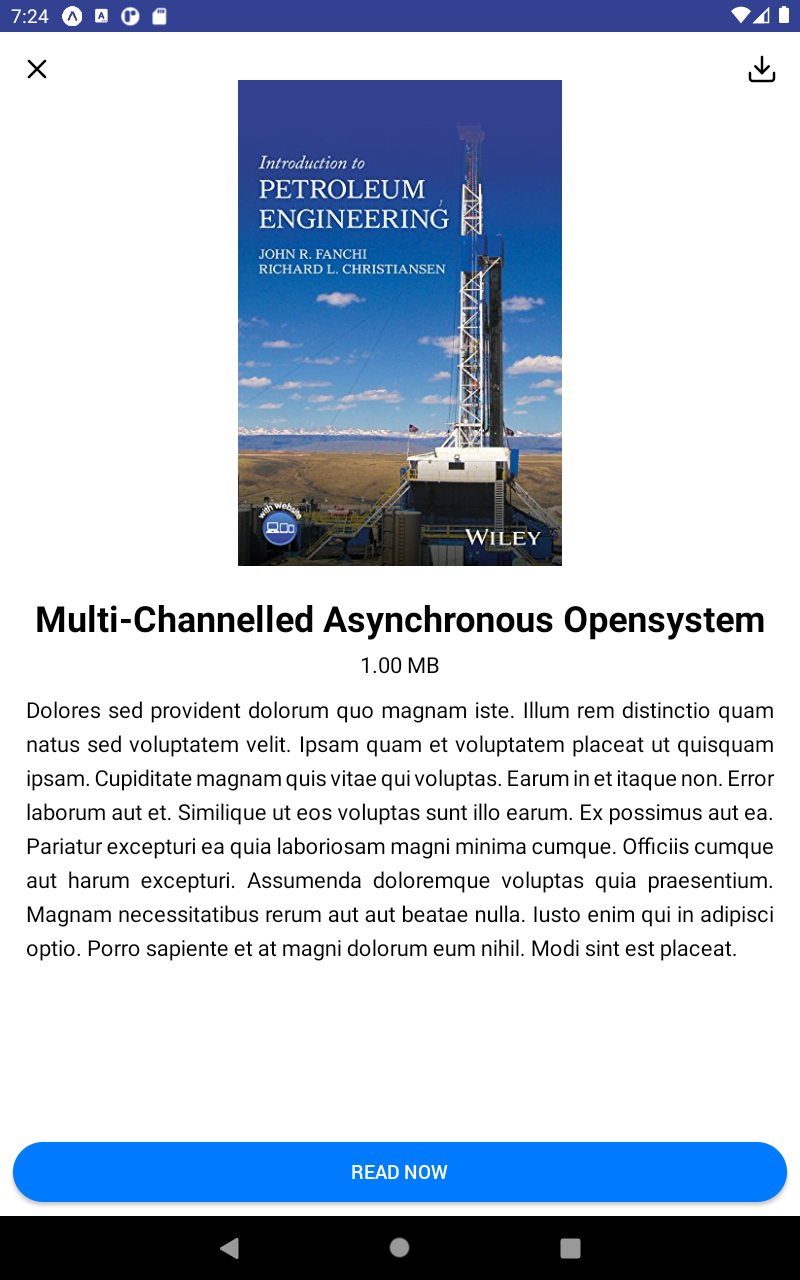 7:24
Introduction to
PETROLEUM
ENGINEERING
JOHN R. FANCHI
RICHARD L. CHRISTIANSEN
with website
WILEY
Multi-Channelled Asynchronous Opensystem
1.00 MB
Dolores sed provident dolorum quo magnam iste. Illum rem distinctio quam
natus sed voluptatem velit. Ipsam quam et voluptatem placeat ut quisquam
ipsam. Cupiditate magnam quis vitae qui voluptas. Earum in et itaque non. Error
laborum aut et. Similique ut eos voluptas sunt illo earum. Ex possimus aut ea.
Pariatur excepturi ea quia laboriosam magni minima cumque. Officiis cumque
aut harum excepturi. Assumenda doloremque voluptas quia praesentium.
Magnam necessitatibus rerum aut aut beatae nulla. Iusto enim qui in adipisci
optio. Porro sapiente et at magni dolorum eum nihil. Modi sint est placeat.
READ NOW